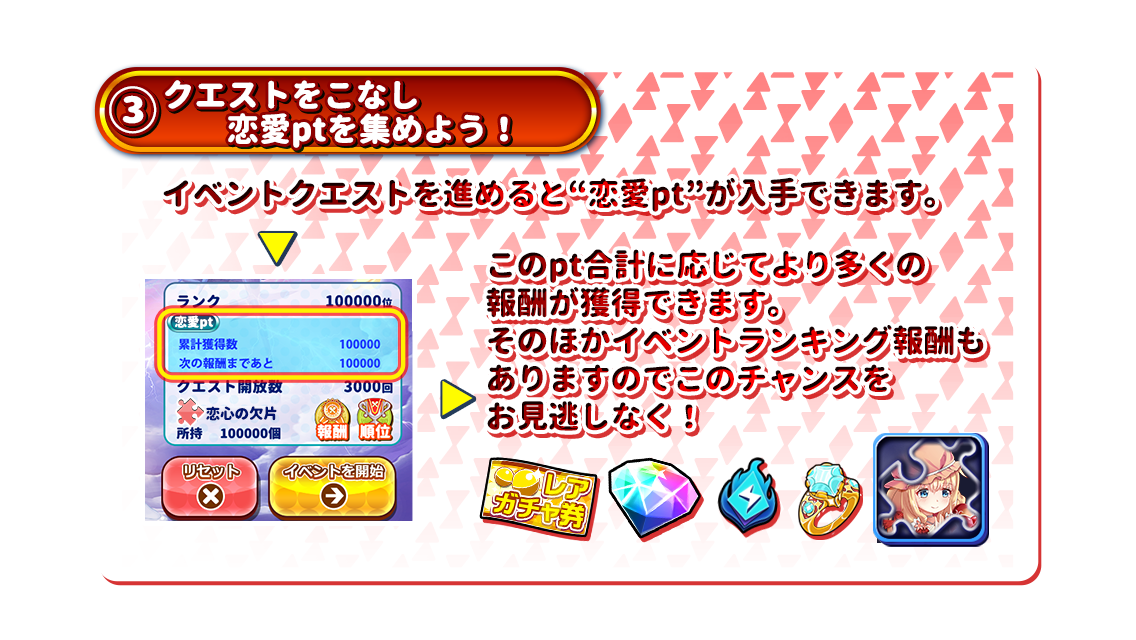 ③ クエストをこなし
恋愛ptを集めよう！
イベントクエストを進めると“恋愛pt”が入手できます。
ランク 100000位
恋愛pt
累計獲得数 100000
次の報酬まであと 100000
クエスト開放数 3000回
恋心の欠片
所持 100000個
報酬 順位
リセット
イベントを開始
このpt合計に応じてより多くの
報酬が獲得できます。
そのほかイベントランキング報酬も
ありますのでこのチャンスを
お見逃しなく！
レア
ガチャ券